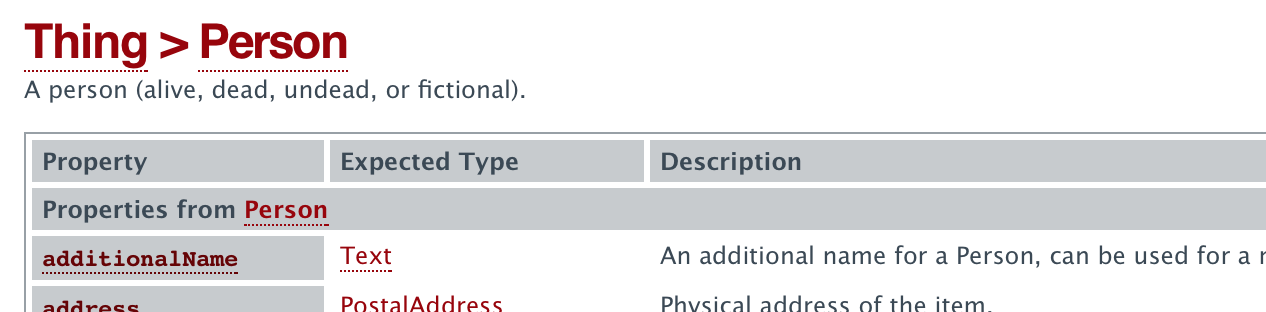 Thing > Person
A person (alive, dead, undead, or fictional).
Property Expected Type Description
Properties from Person
additionalName Text An additional name for a Person, can be used for a
address PostalAddress Physical address of the item.